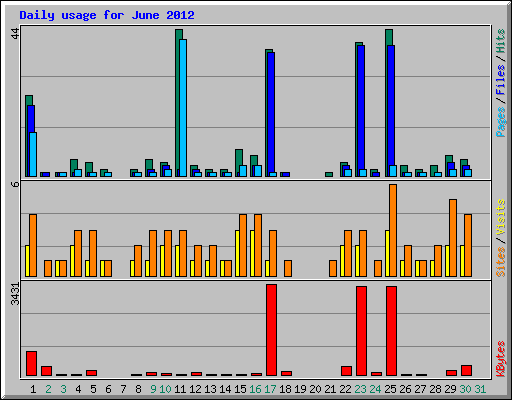 Daily usage for June 2012
44
Pages / Files / Hits
6
Sites / Visits
3431
KBytes
1 2 3 4 5 6 7 8 9 10 11 12 13 14 15 16 17 18 19 20 21 22 23 24 25 26 27 28 29 30 31